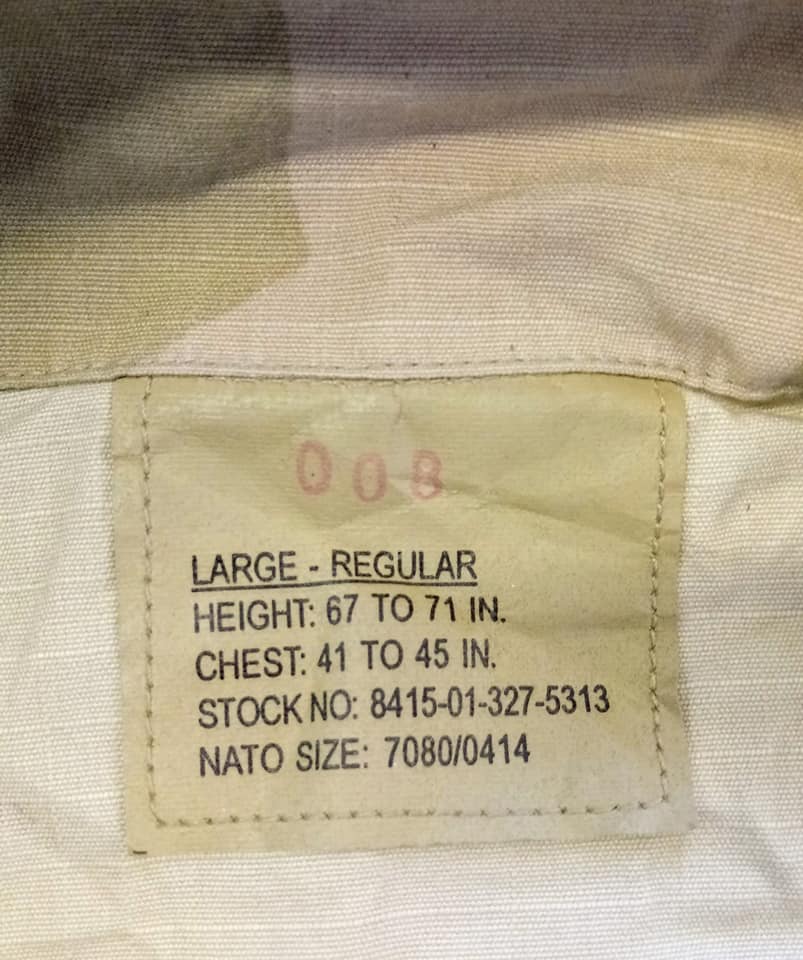 008
LARGE - REGULAR
HEIGHT: 67 TO 71 IN.
CHEST: 41 TO 45 IN.
STOCK NO: 8415-01-327-5313
NATO SIZE: 7080/0414